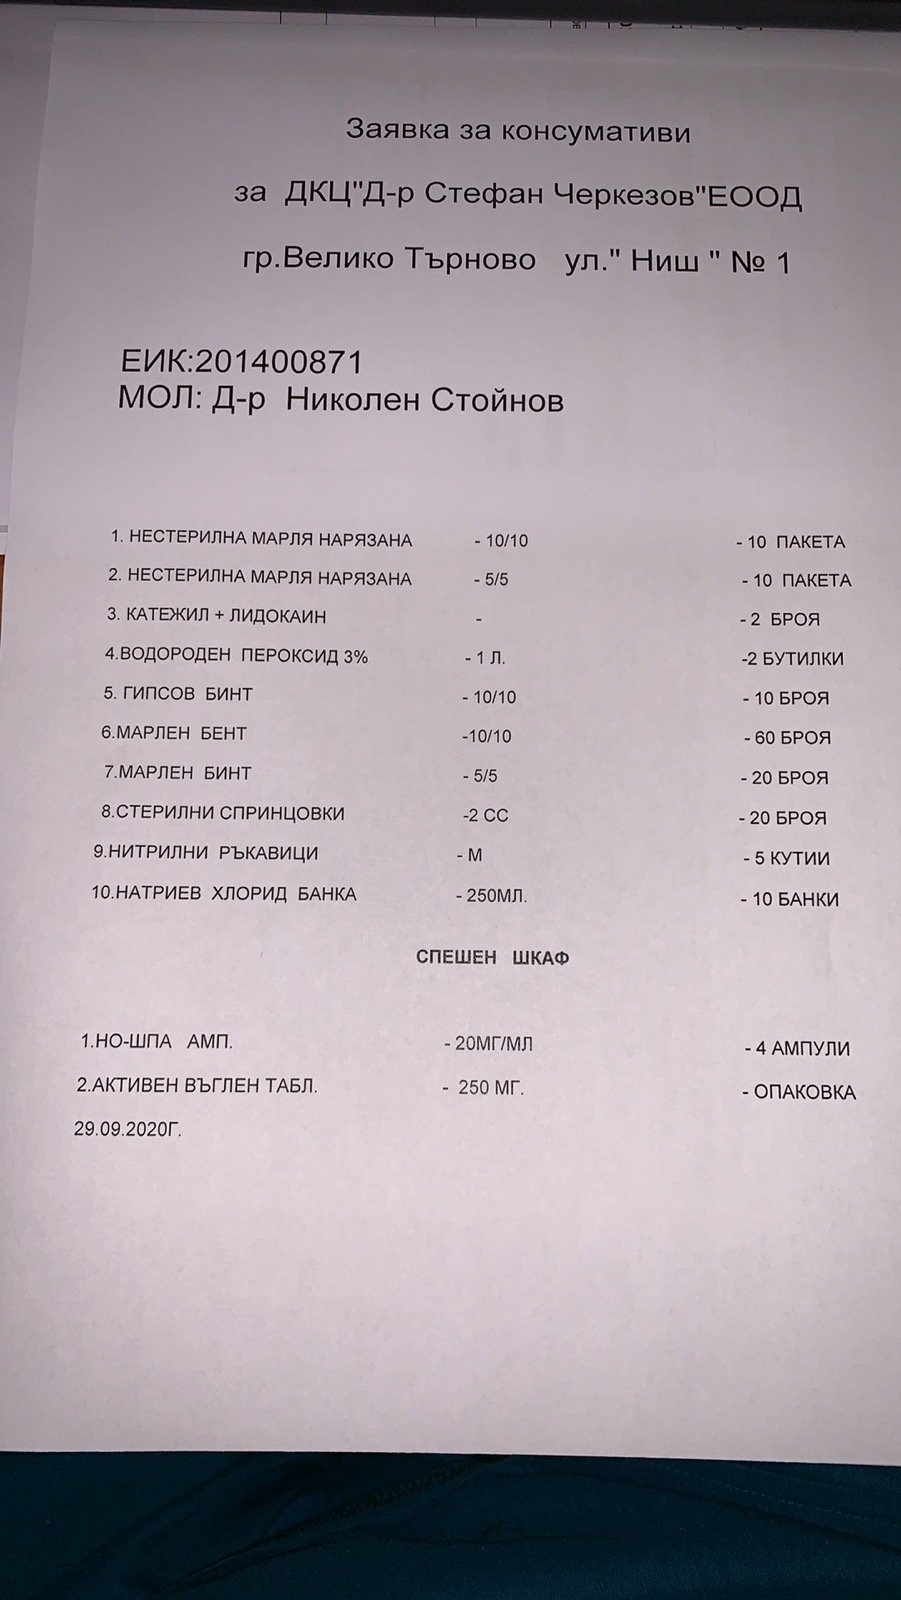 Заявка за консумативи
за ДКЦ"Д-р Стефан Черкезов"ЕООД
гр.Велико Търново ул." Ниш " № 1
ЕИК:201400871
МОЛ: Д-р Николен Стойнов
1. НЕСТЕРИЛНА МАРЛЯ НАРЯЗАНА - 10/10 - 10 ПАКЕТА
2. НЕСТЕРИЛНА МАРЛЯ НАРЯЗАНА - 5/5 - 10 ПАКЕТА
3. КАТЕЖИЛ + ЛИДОКАИН - - 2 БРОЯ
4.ВОДОРОДЕН ПЕРОКСИД 3% - 1 Л. -2 БУТИЛКИ
5. ГИПСОВ БИНТ - 10/10 - 10 БРОЯ
6.МАРЛЕН БЕНТ -10/10 - 60 БРОЯ
7.МАРЛЕН БИНТ - 5/5 - 20 БРОЯ
8.СТЕРИЛНИ СПРИНЦОВКИ -2 СС - 20 БРОЯ
9.НИТРИЛНИ РЪКАВИЦИ - М - 5 КУТИИ
10.НАТРИЕВ ХЛОРИД БАНКА - 250МЛ. - 10 БАНКИ
СПЕШЕН ШКАФ
1.НО-ШПА АМП. - 20МГ/МЛ - 4 АМПУЛИ
2.АКТИВЕН ВЪГЛЕН ТАБЛ. - 250 МГ. - ОПАКОВКА
29.09.2020Г.